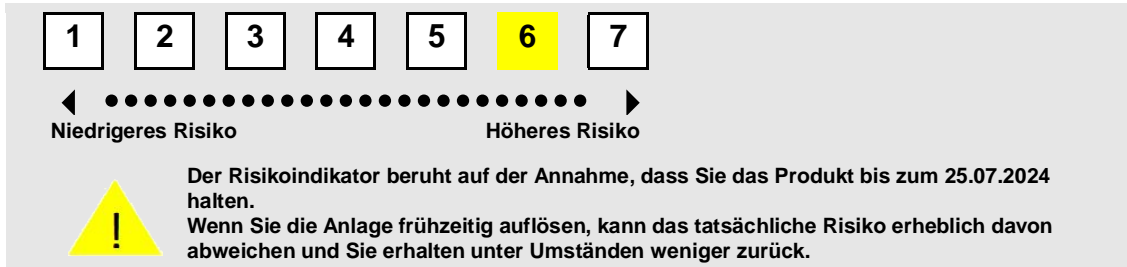 1 2 3 4 5 6 7
Niedrigeres Risiko Höheres Risiko
Der Risikoindikator beruht auf der Annahme, dass Sie das Produkt bis zum 25.07.2024
halten.
Wenn Sie die Anlage frühzeitig auflösen, kann das tatsächliche Risiko erheblich davon
abweichen und Sie erhalten unter Umständen weniger zurück.
!